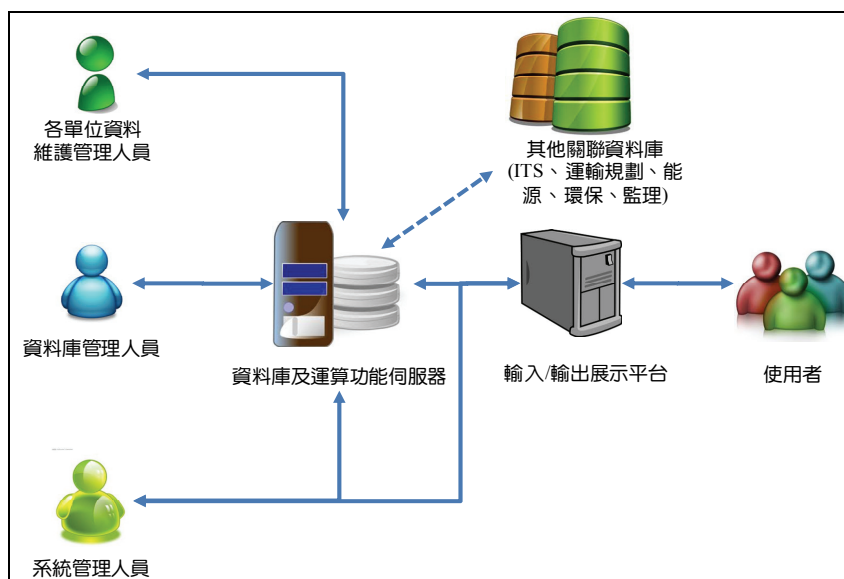 各單位資料
維護管理人員
其他關聯資料庫
(ITS、運輸規劃、能
源、環保、監理)
資料庫管理人員
資料庫及運算功能伺服器
輸入/輸出展示平台
使用者
系統管理人員